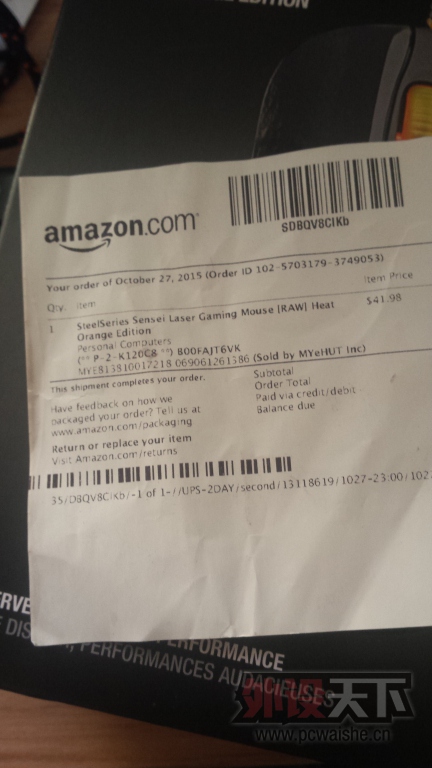 EDITION
amazon.com
SDBQV8CIKb
Your order of October 27, 2015 (Order ID 102-5703179-3749053)
Qty. Item Item Price
1 SteelSeries Sensei Laser Gaming Mouse [RAW] Heat $41.98
Orange Edition
Personal Computers
(** P-2-K120C8 **) B00FAJT6VK
MYE813810017218 069061261386 (Sold by MYeHUT Inc)
This shipment completes your order.
Subtotal
Order Total
Paid via credit/debit
Balance due
Have feedback on how we
packaged your order? Tell us at
www.amazon.com/packaging
Return or replace your item
Visit Amazon.com/returns
35/DBQV8CIKb/-1 of 1-//UPS-2DAY/second/13118619/1027-23:00/102
PERFORMANCE
PERFORMANCES AUDACIEUSES
外设天下
www.pcwaishe.cn